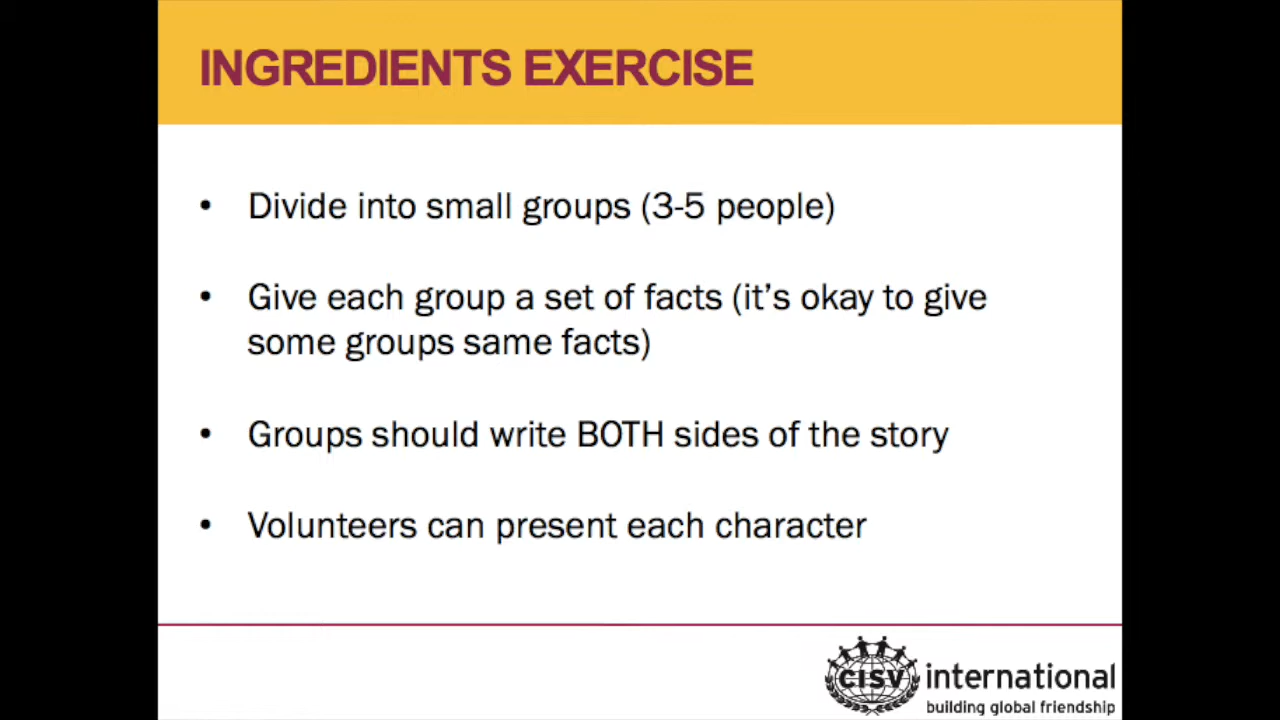 INGREDIENTS EXERCISE
• Divide into small groups (3-5 people)
• Give each group a set of facts (it's okay to give
some groups same facts)
• Groups should write BOTH sides of the story
• Volunteers can present each character
CISV international
building global friendship